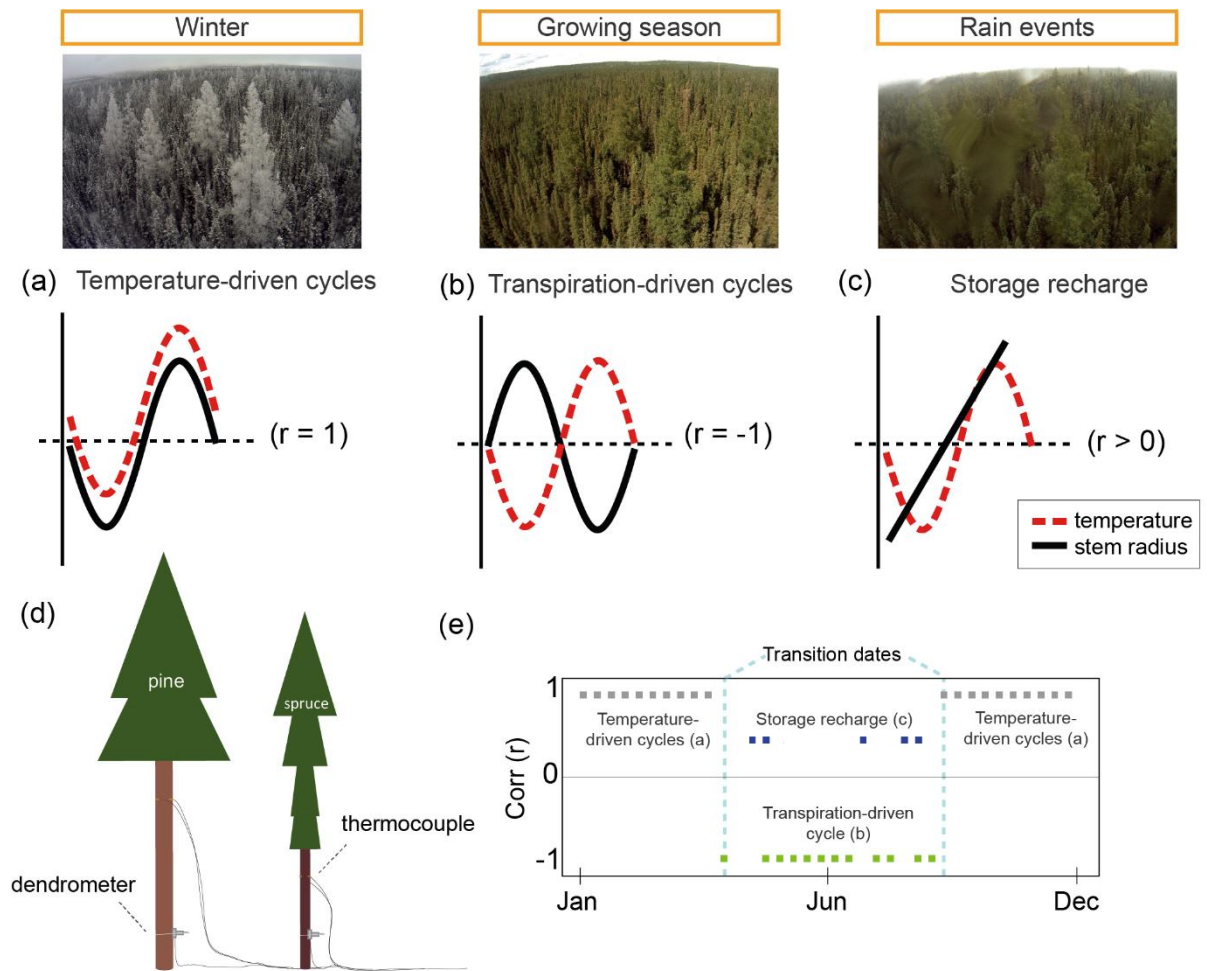 Winter
Growing season
Rain events
(a) Temperature-driven cycles
(b) Transpiration-driven cycles
(c) Storage recharge
(r = 1)
(r = -1)
(r > 0)
temperature
stem radius
(d)
pine
spruce
thermocouple
dendrometer
(e)
Transition dates
1
Temperature-
driven cycles (a)
Storage recharge (c)
Temperature-
driven cycles (a)
0
Corr (r)
Transpiration-driven
cycle (b)
-1
Jan
Jun
Dec